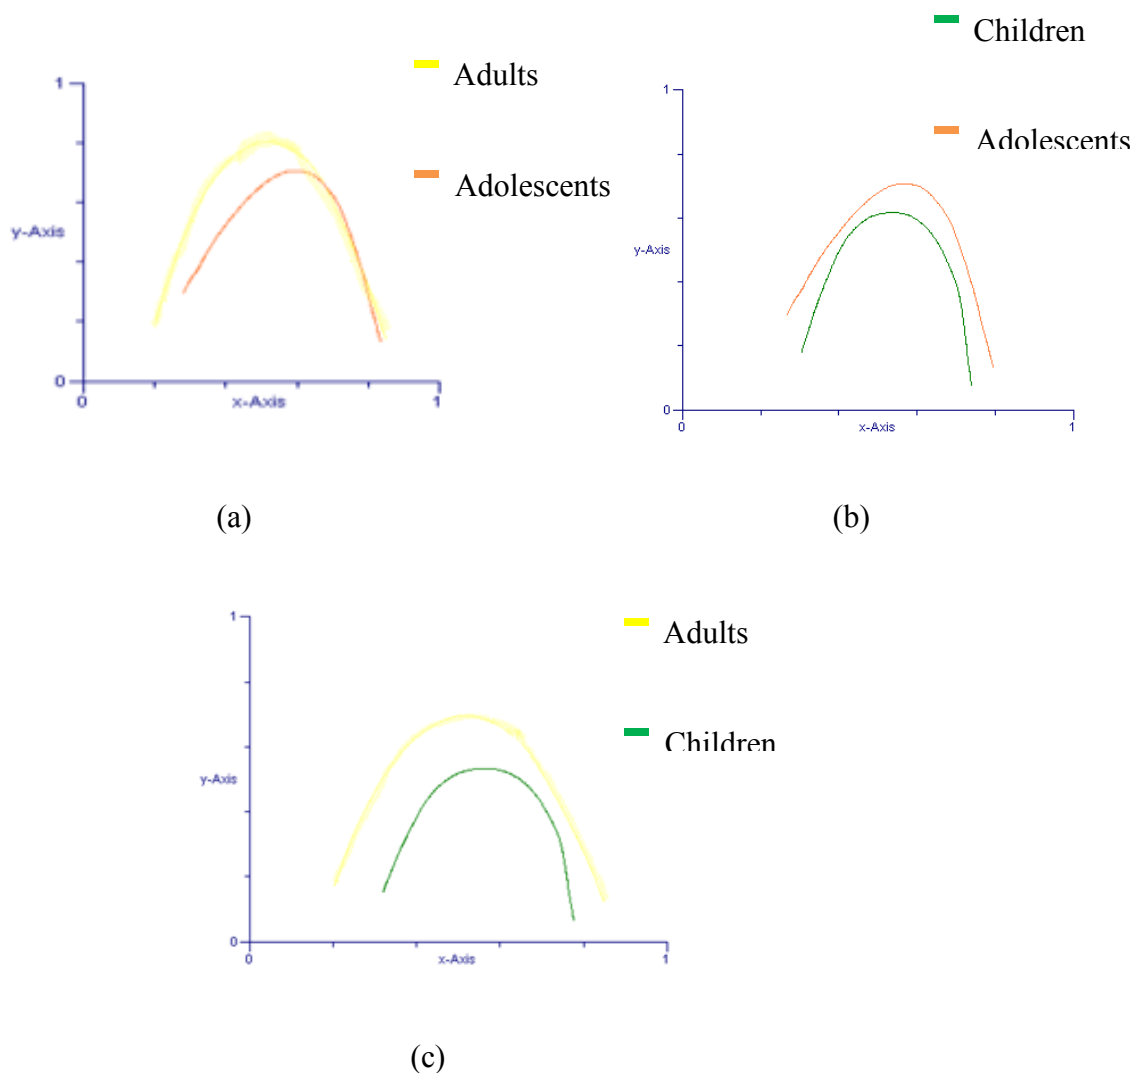 Adults
Adolescents
1
y-Axis
0
0
x-Axis
1
(a)
Children
Adolescents
1
y-Axis
0
0
x-Axis
1
(b)
Adults
Children
1
y-Axis
0
0
x-Axis
1
(c)